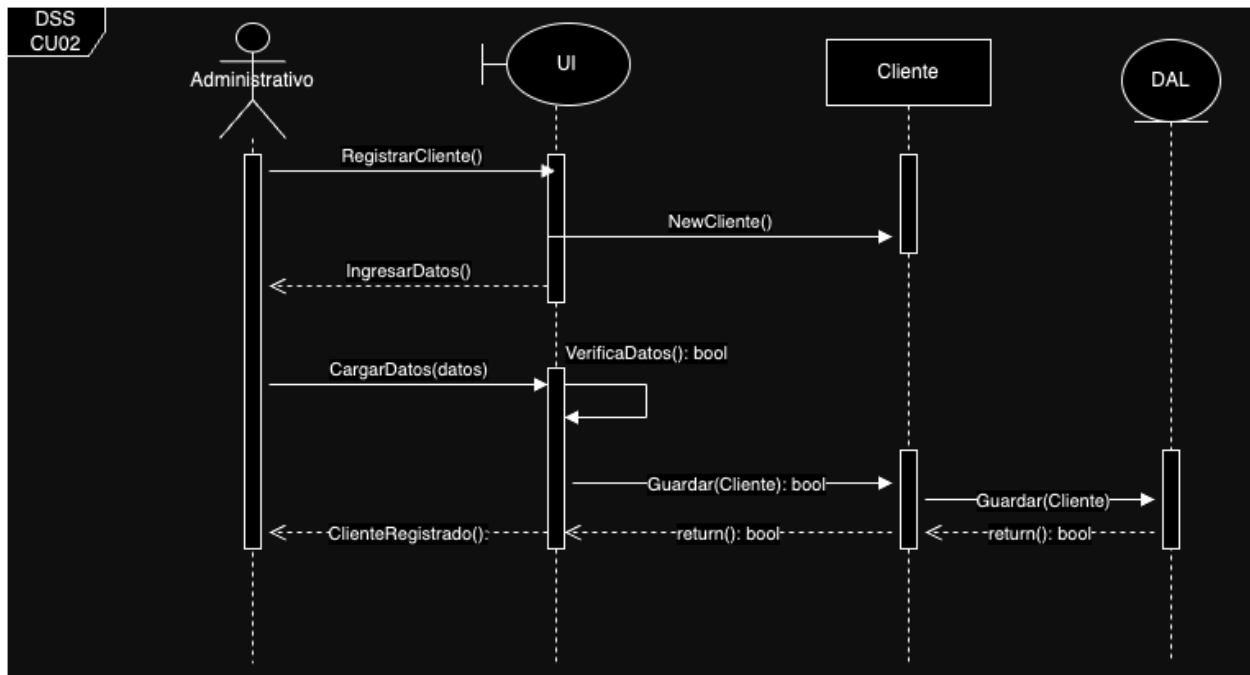 DSS
CU02
Administrativo
UI
Cliente
DAL
RegistrarCliente()
NewCliente()
IngresarDatos()
VerificaDatos(): bool
CargarDatos(datos)
Guardar(Cliente): bool
Guardar(Cliente)
ClienteRegistrado():
return(): bool
return(): bool